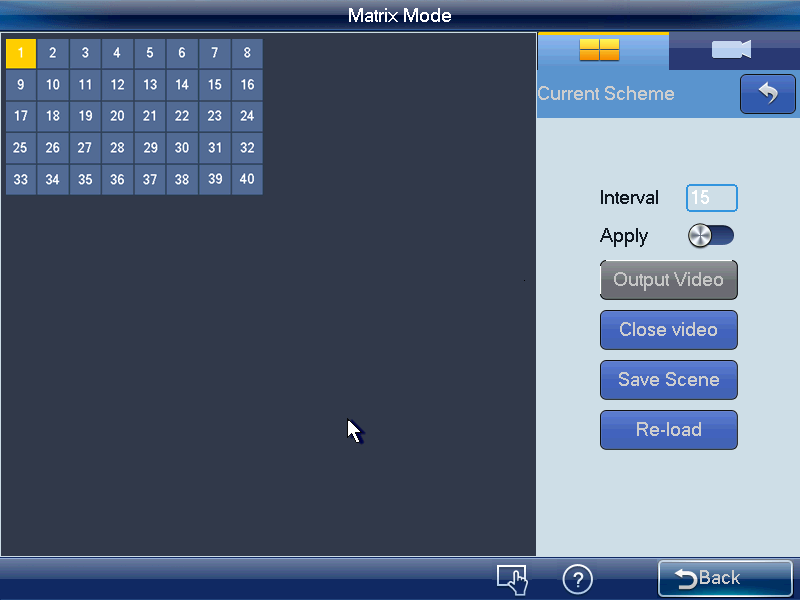 Matrix Mode
1 2 3 4 5 6 7 8
9 10 11 12 13 14 15 16
17 18 19 20 21 22 23 24
25 26 27 28 29 30 31 32
33 34 35 36 37 38 39 40
Current Scheme
Interval 15
Apply
Output Video
Close video
Save Scene
Re-load
?
Back